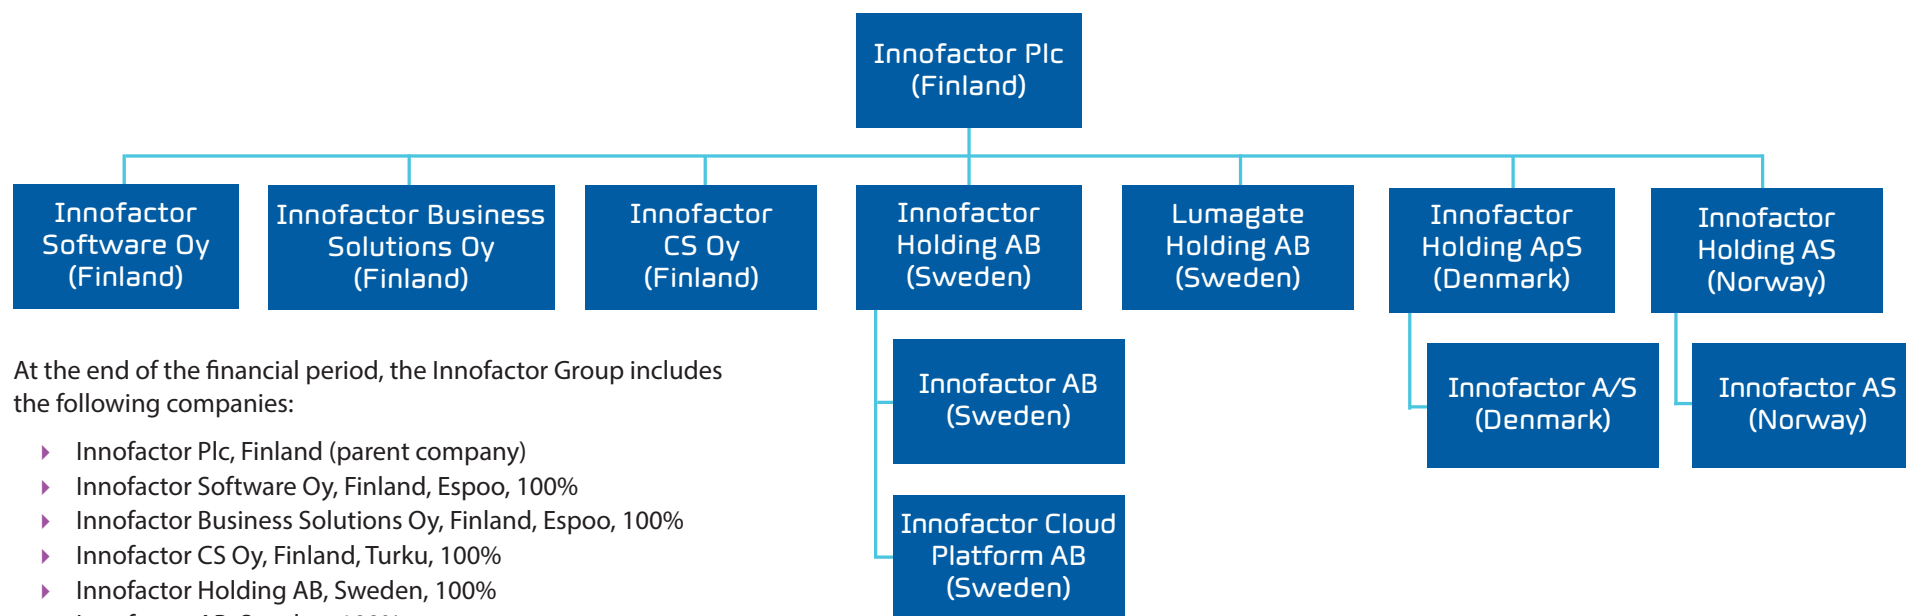 Innofactor Plc
(Finland)
Innofactor
Software Oy
(Finland)
Innofactor Business
Solutions Oy
(Finland)
Innofactor
CS Oy
(Finland)
Innofactor
Holding AB
(Sweden)
Lumagate
Holding AB
(Sweden)
Innofactor
Holding ApS
(Denmark)
Innofactor
Holding AS
(Norway)
Innofactor AB
(Sweden)
Innofactor A/S
(Denmark)
Innofactor AS
(Norway)
Innofactor Cloud
Platform AB
(Sweden)
At the end of the financial period, the Innofactor Group includes
the following companies:
Innofactor Plc, Finland (parent company)
Innofactor Software Oy, Finland, Espoo, 100%
Innofactor Business Solutions Oy, Finland, Espoo, 100%
Innofactor CS Oy, Finland, Turku, 100%
Innofactor Holding AB, Sweden, 100%